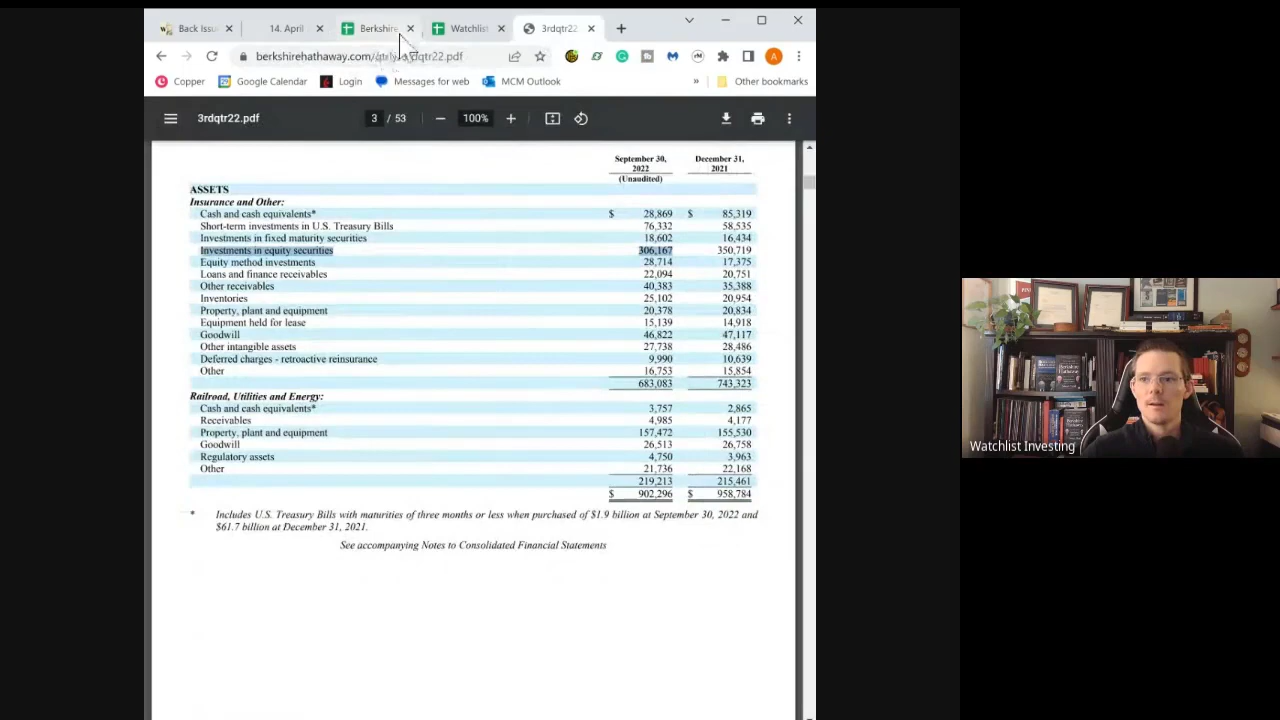 Back Issu
14. April
Berkshire
Watchlist
3rdqtr22
berkshirehathaway.com/qtrly/3rdqtr22.pdf
Copper Google Calendar Login Messages for web MCM Outlook » Other bookmarks
3rdqtr22.pdf 3 / 53 100%
September 30, December 31,
2022 2021
(Unaudited)
ASSETS
Insurance and Other:
Cash and cash equivalents* $ 28,869 $ 85,319
Short-term investments in U.S. Treasury Bills 76,332 58,535
Investments in fixed maturity securities 18,602 16,434
Investments in equity securities 306,167 350,719
Equity method investments 28,714 17,375
Loans and finance receivables 22,094 20,751
Other receivables 40,383 35,388
Inventories 25,102 20,954
Property, plant and equipment 20,378 20,834
Equipment held for lease 15,139 14,918
Goodwill 46,822 47,117
Other intangible assets 27,738 28,486
Deferred charges - retroactive reinsurance 9,990 10,639
Other 16,753 15,854
683,083 743,323
Railroad, Utilities and Energy:
Cash and cash equivalents* 3,757 2,865
Receivables 4,985 4,177
Property, plant and equipment 157,472 155,530
Goodwill 26,513 26,758
Regulatory assets 4,750 3,963
Other 21,736 22,168
219,213 215,461
$ 902,296 $ 958,784
* Includes U.S. Treasury Bills with maturities of three months or less when purchased of $1.9 billion at September 30, 2022 and
$61.7 billion at December 31, 2021.
See accompanying Notes to Consolidated Financial Statements
Watchlist Investing